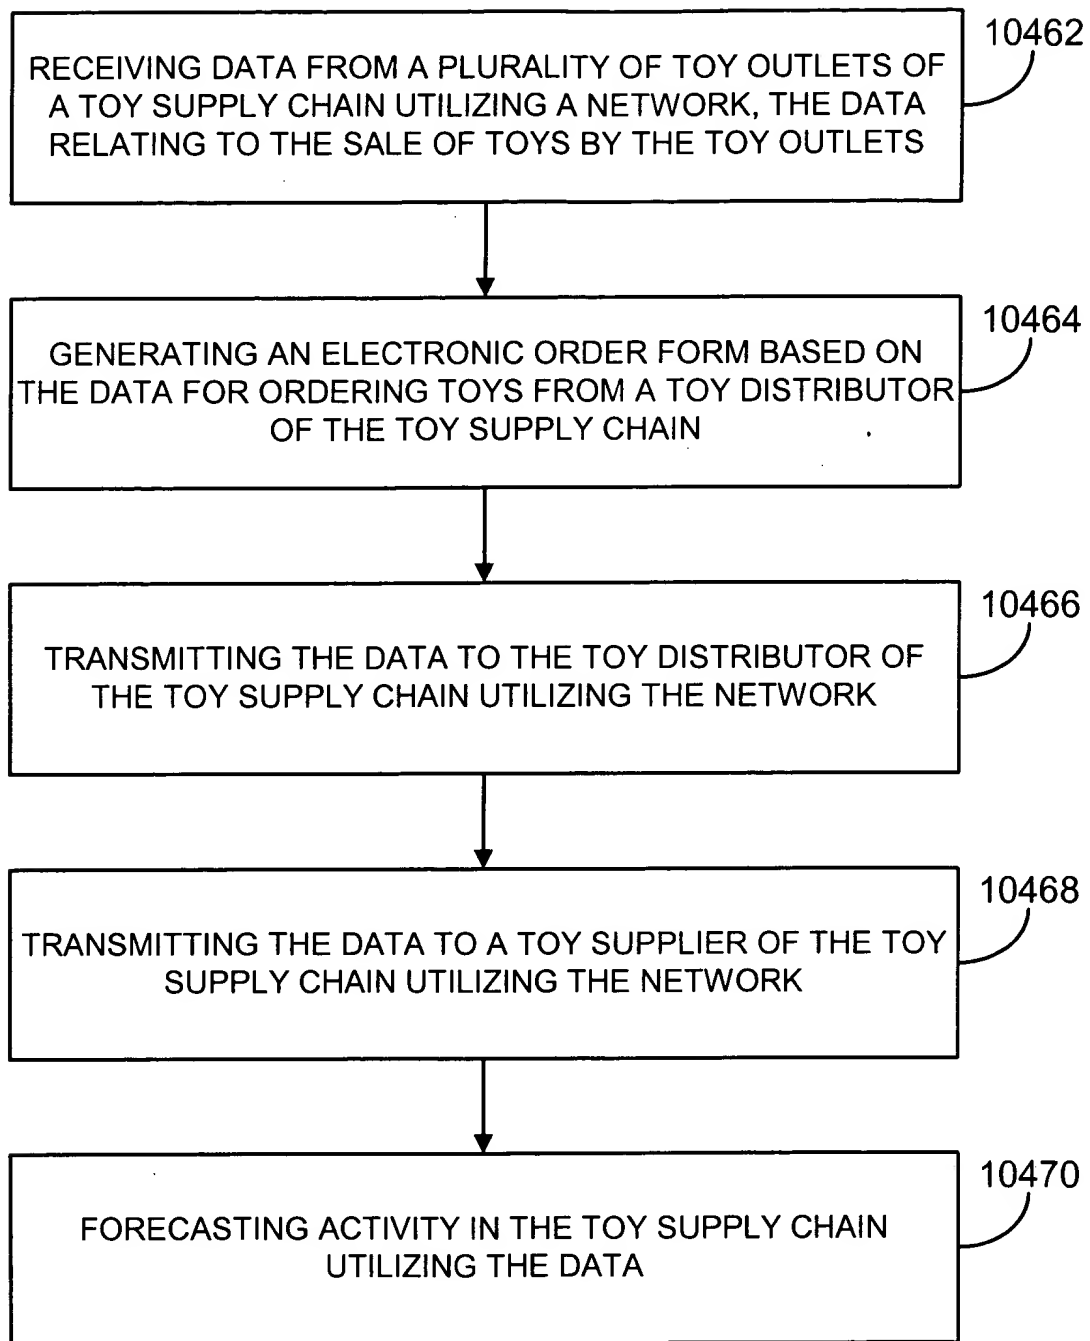 10462
RECEIVING DATA FROM A PLURALITY OF TOY OUTLETS OF
A TOY SUPPLY CHAIN UTILIZING A NETWORK, THE DATA
RELATING TO THE SALE OF TOYS BY THE TOY OUTLETS
10464
GENERATING AN ELECTRONIC ORDER FORM BASED ON
THE DATA FOR ORDERING TOYS FROM A TOY DISTRIBUTOR
OF THE TOY SUPPLY CHAIN
10466
TRANSMITTING THE DATA TO THE TOY DISTRIBUTOR OF
THE TOY SUPPLY CHAIN UTILIZING THE NETWORK
10468
TRANSMITTING THE DATA TO A TOY SUPPLIER OF THE TOY
SUPPLY CHAIN UTILIZING THE NETWORK
10470
FORECASTING ACTIVITY IN THE TOY SUPPLY CHAIN
UTILIZING THE DATA